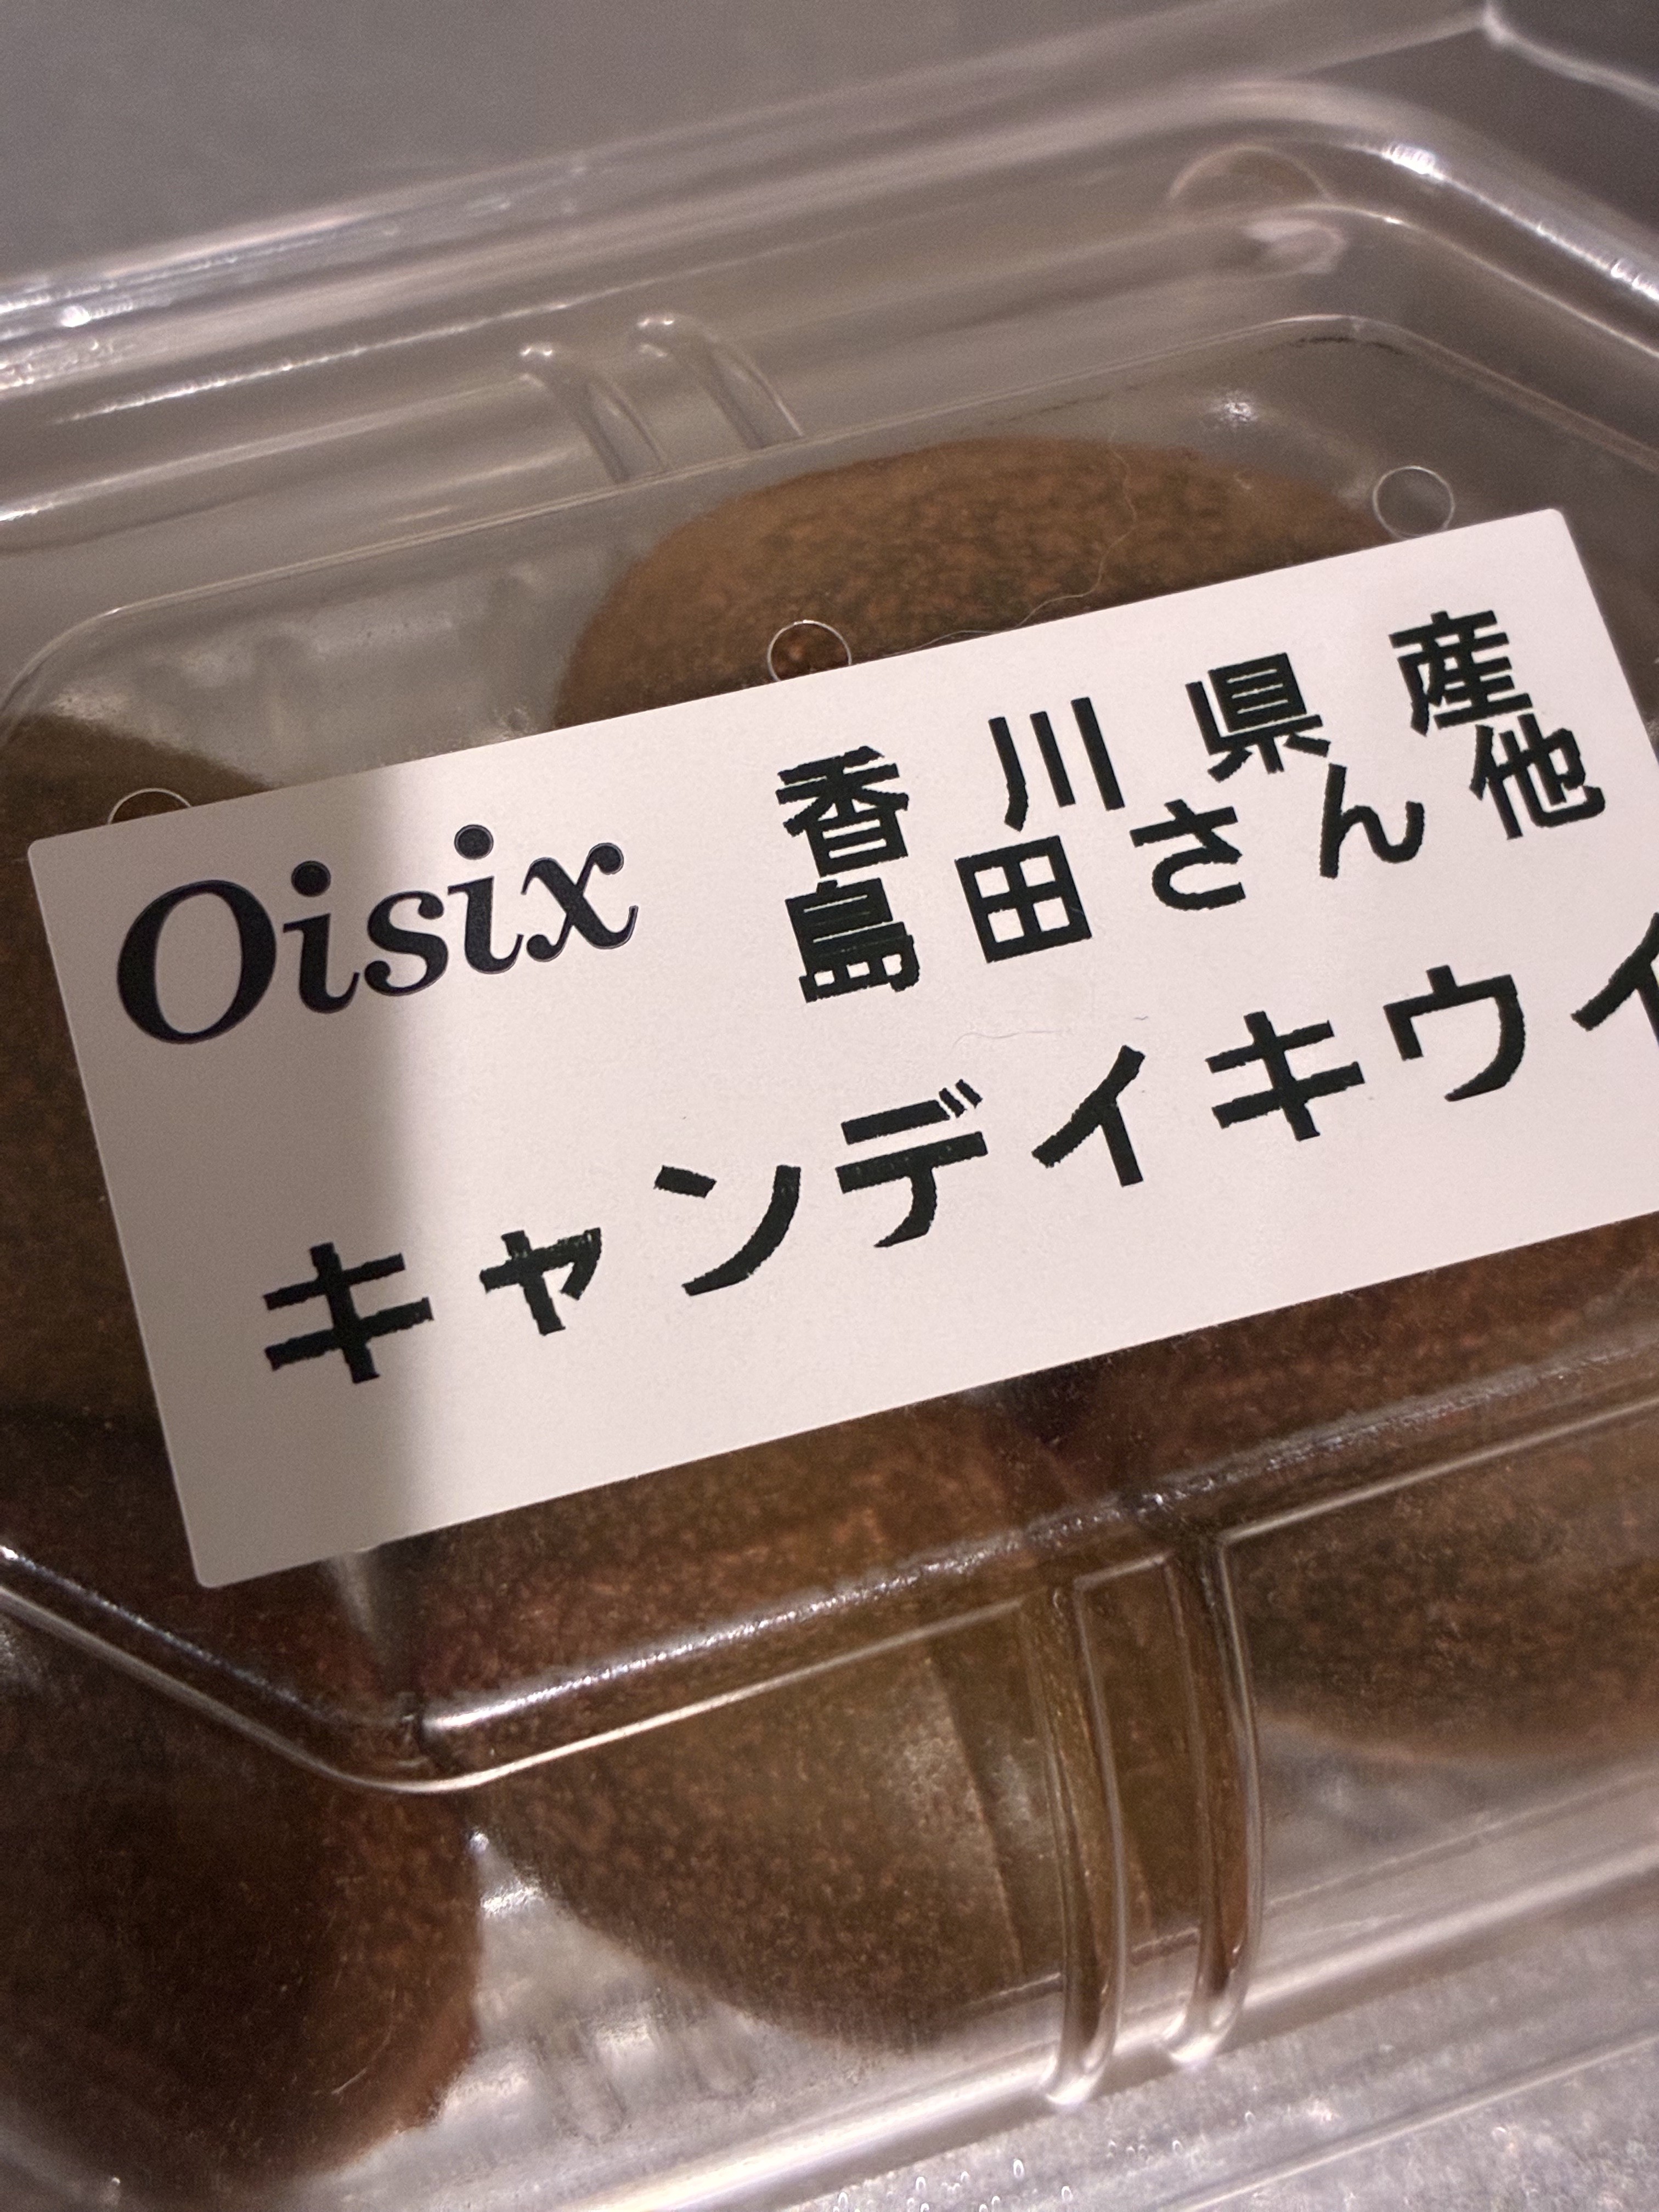 Oisix
香川県産
島田さん他
キャンデイキウイ